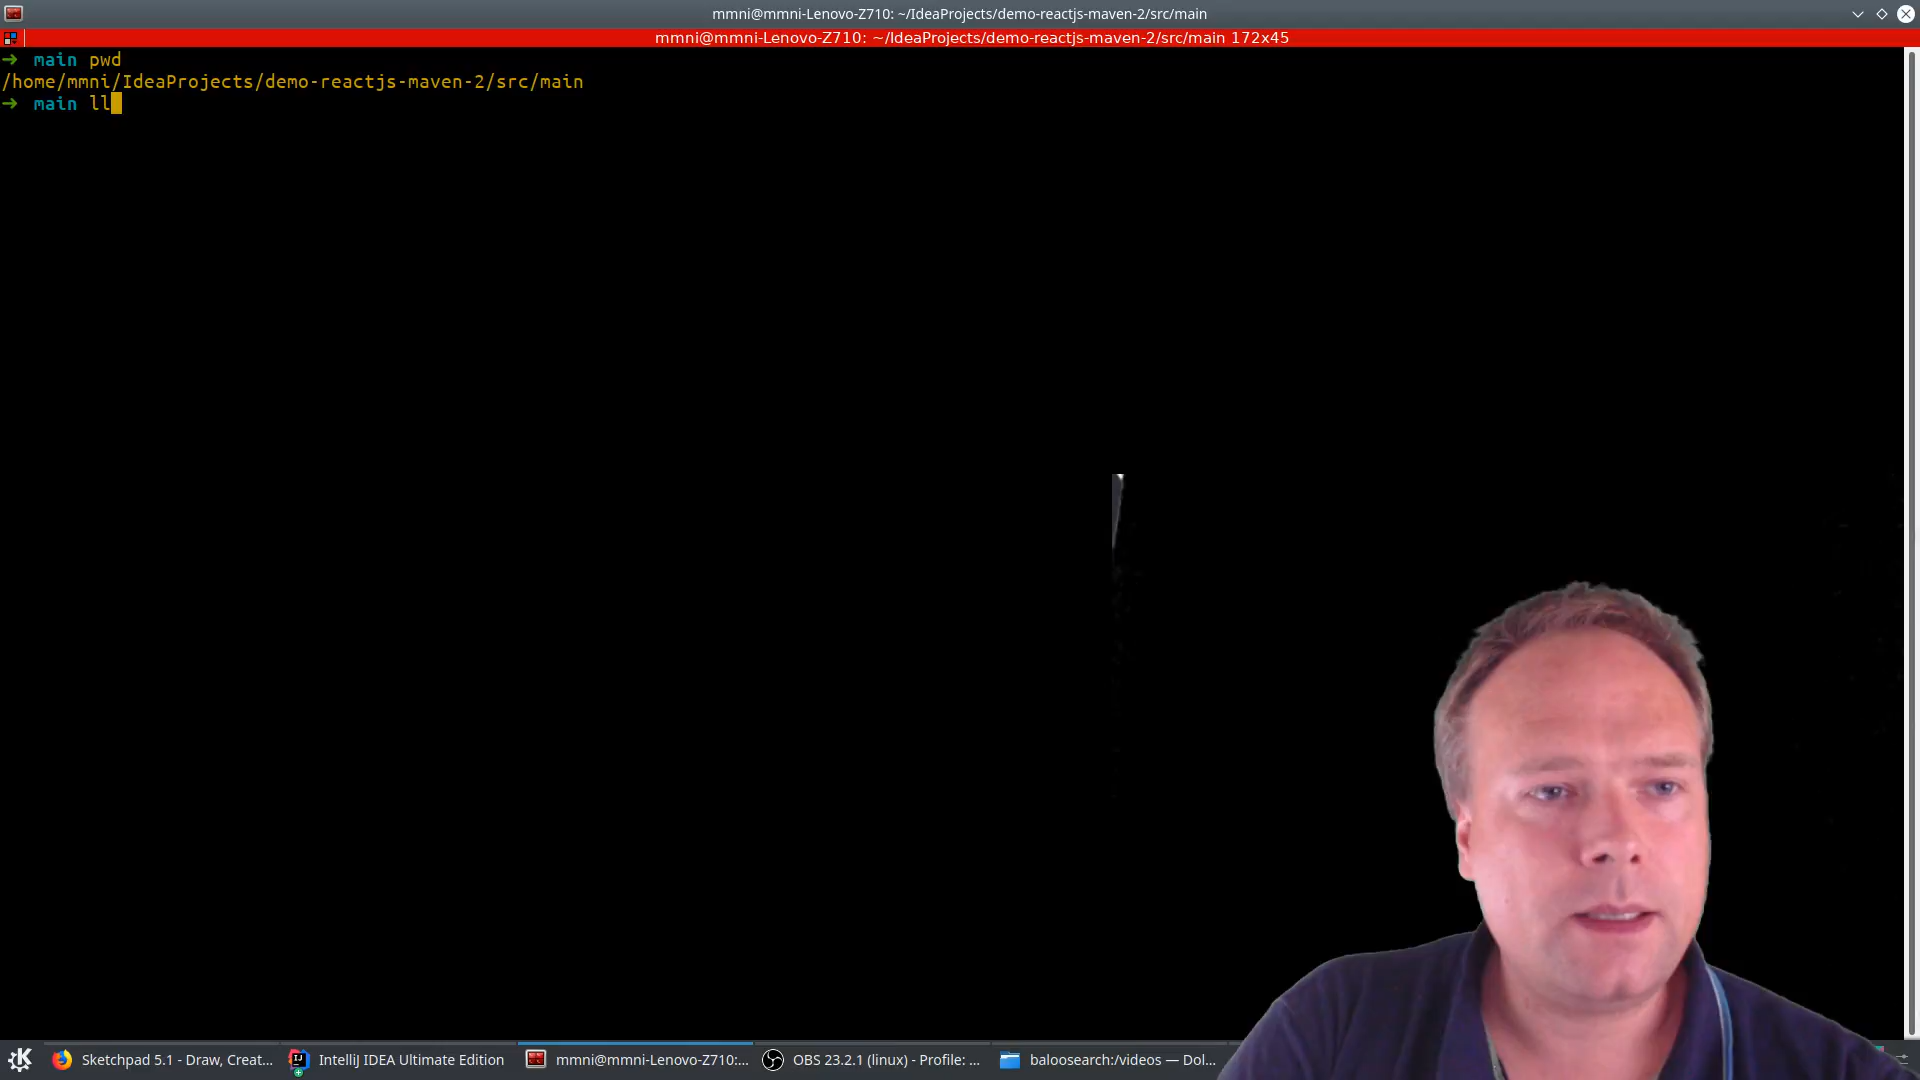 mmni@mmni-Lenovo-Z710: ~/IdeaProjects/demo-reactjs-maven-2/src/main
mmni@mmni-Lenovo-Z710: ~/IdeaProjects/demo-reactjs-maven-2/src/main 172x45
➜ main pwd
/home/mmni/IdeaProjects/demo-reactjs-maven-2/src/main
➜ main ll
Sketchpad 5.1 - Draw, Creat... IntelliJ IDEA Ultimate Edition mmni@mmni-Lenovo-Z710:... OBS 23.2.1 (linux) - Profile: ... baloosearch:/videos — Dol...